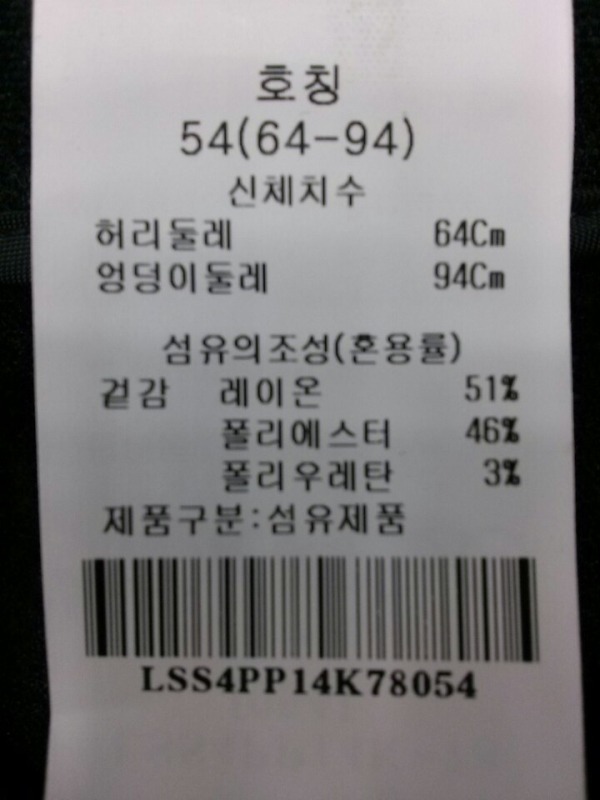 호칭
54(64-94)
신체치수
허리둘레 64Cm
엉덩이둘레 94Cm
섬유의조성(혼용률)
겉감 레이온 51%
폴리에스터 46%
폴리우레탄 3%
제품구분:섬유제품
LSS4PP14K78054